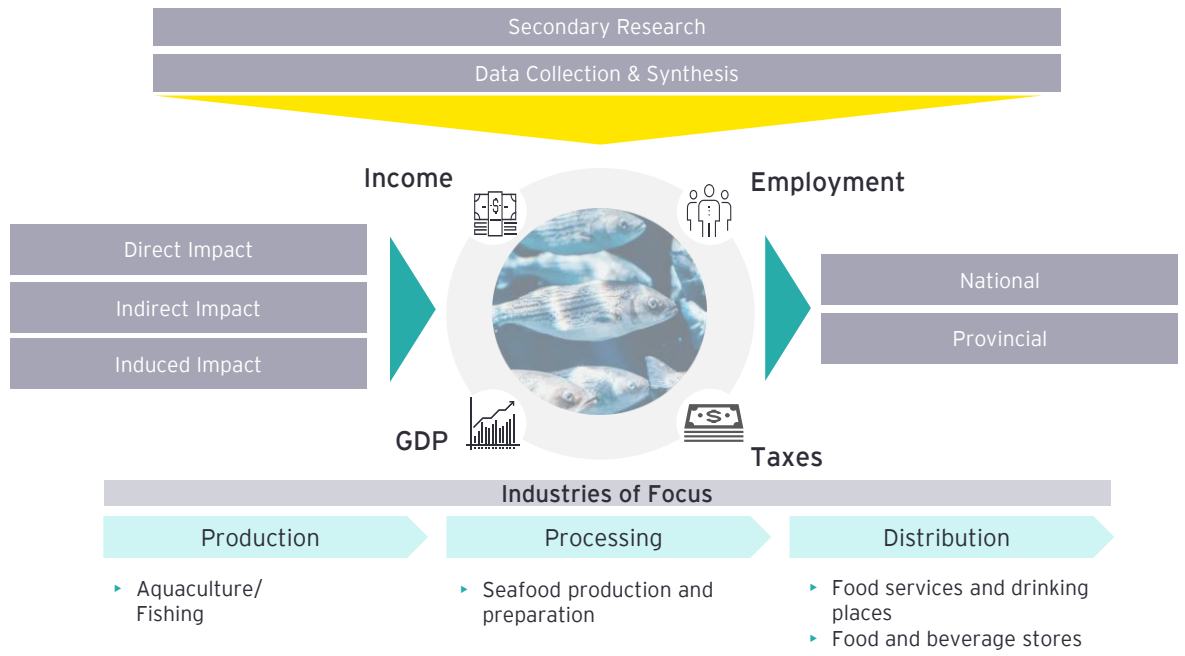 Secondary Research
Data Collection & Synthesis
Income
Employment
Direct Impact
Indirect Impact
Induced Impact
National
Provincial
GDP
Taxes
Industries of Focus
Production
Processing
Distribution
Aquaculture/
Fishing
Seafood production and
preparation
Food services and drinking
places
Food and beverage stores